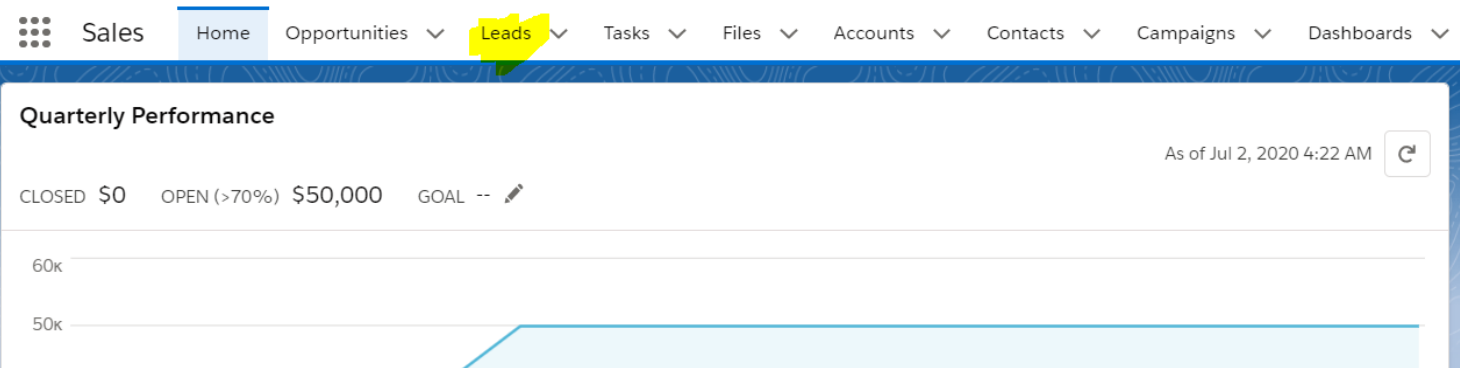 Sales Home Opportunities Leads Tasks Files Accounts Contacts Campaigns Dashboards
Quarterly Performance
As of Jul 2, 2020 4:22 AM
CLOSED $0 OPEN (>70%) $50,000 GOAL --
60K
50K